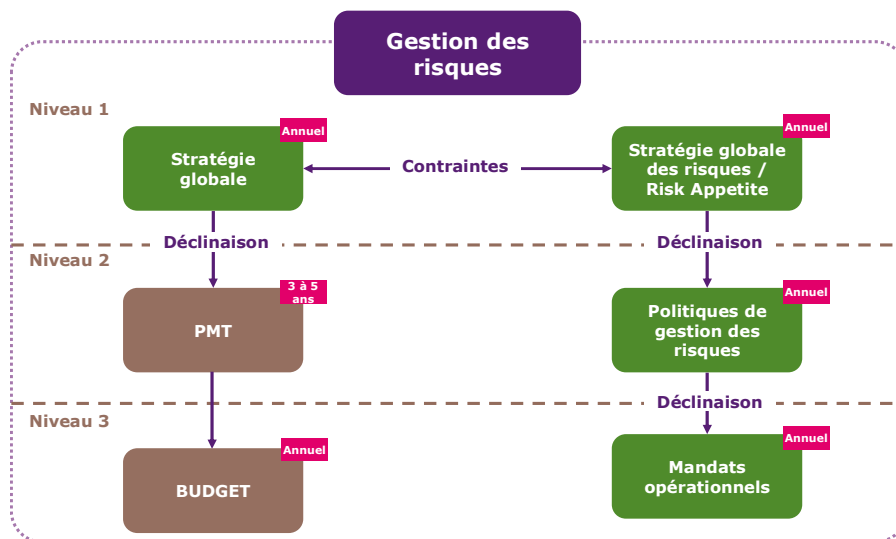 Gestion des
risques
Niveau 1
Annuel
Annuel
Stratégie
globale
Contraintes
Stratégie globale
des risques /
Risk Appetite
Déclinaison
Déclinaison
Niveau 2
3 à 5
ans
Annuel
PMT
Politiques de
gestion des
risques
Déclinaison
Niveau 3
Annuel
Annuel
BUDGET
Mandats
opérationnels